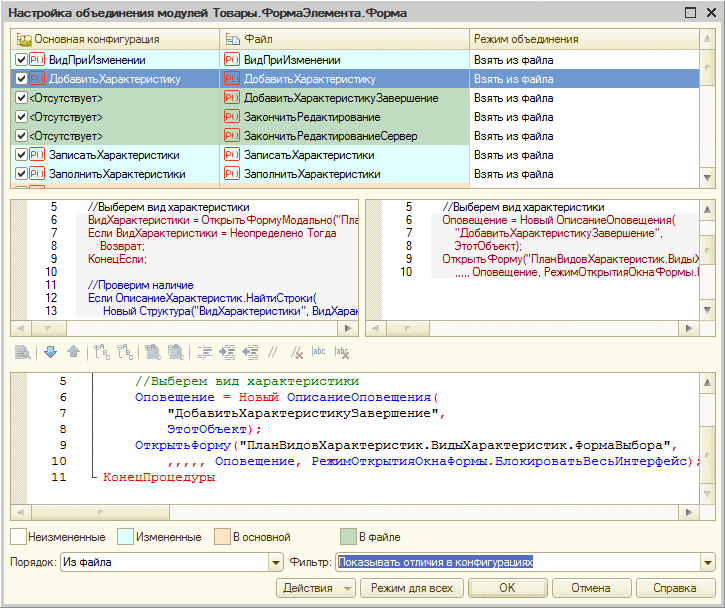 Настройка объединения модулей Товары.ФормаЭлемента.Форма
Основная конфигурация Файл Режим объединения
ВидПриИзменении ВидПриИзменении Взять из файла
ДобавитьХарактеристику ДобавитьХарактеристику Взять из файла
<Отсутствует> ДобавитьХарактеристикуЗавершение Взять из файла
<Отсутствует> ЗакончитьРедактирование Взять из файла
<Отсутствует> ЗакончитьРедактированиеСервер Взять из файла
ЗаписатьХарактеристики ЗаписатьХарактеристики Взять из файла
ЗаполнитьХарактеристики ЗаполнитьХарактеристики Взять из файла
5 //Выберем вид характеристики
6 ВидХарактеристики = ОткрытьФормуМодально("Пла
7 Если ВидХарактеристики = Неопределено Тогда
8 Возврат;
9 КонецЕсли;
10
11 //Проверим наличие
12 Если ОписаниеХарактеристик.НайтиСтроки(
13 Новый Структура("ВидХарактеристики", ВидХарак
5 //Выберем вид характеристики
6 Оповещение = Новый ОписаниеОповещения(
7 "ДобавитьХарактеристикуЗавершение",
8 ЭтотОбъект);
9 ОткрытьФорму("ПланВидовХарактеристик.ВидыХ
10 ,,,,, Оповещение, РежимОткрытияОкнаФормы.Б
5 //Выберем вид характеристики
6 Оповещение = Новый ОписаниеОповещения(
7 "ДобавитьХарактеристикуЗавершение",
8 ЭтотОбъект);
9 ОткрытьФорму("ПланВидовХарактеристик.ВидыХарактеристик.ФормаВыбора",
10 ,,,,, Оповещение, РежимОткрытияОкнаФормы.БлокироватьВесьИнтерфейс);
11 КонецПроцедуры
Неизмененные Измененные В основной В файле
Порядок: Из файла Фильтр: Показывать отличия в конфигурациях
Действия Режим для всех OK Отмена Справка